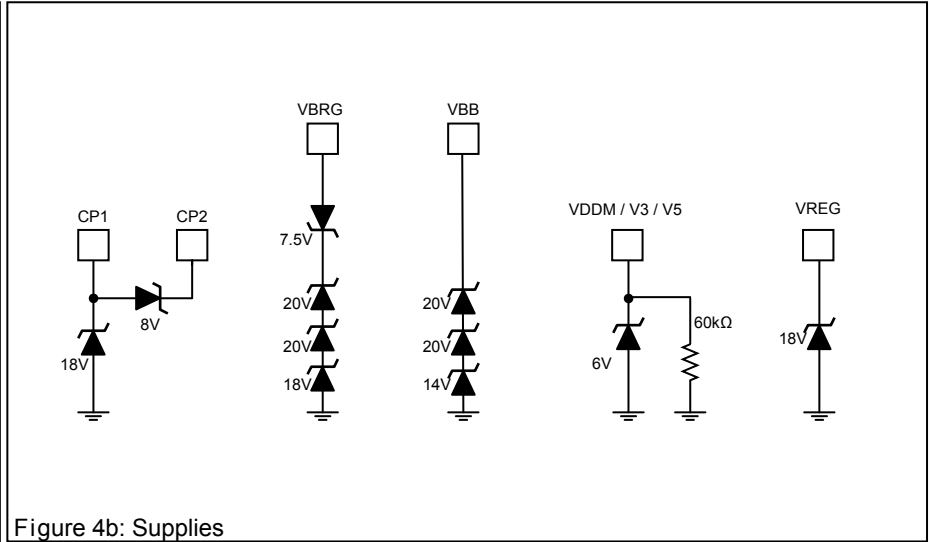 VBRG
VBB
CP1
CP2
VDDM / V3 / V5
VREG
7.5V
8V
18V
20V
20V
18V
20V
20V
14V
60kΩ
6V
18V
Figure 4b: Supplies